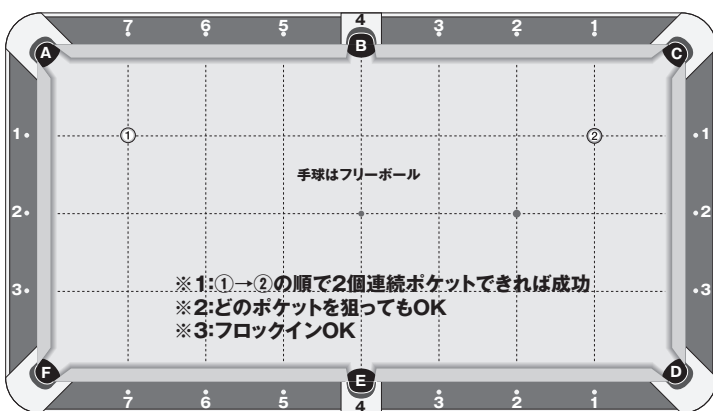 7 6 5 4 3 2 1
A B C
1 ① ② 1
手球はフリーボール
2 2
※1:①→②の順で2個連続ポケットできれば成功
3 3
※2:どのポケットを狙ってもOK
※3:フロックインOK
F E D
7 6 5 4 3 2 1